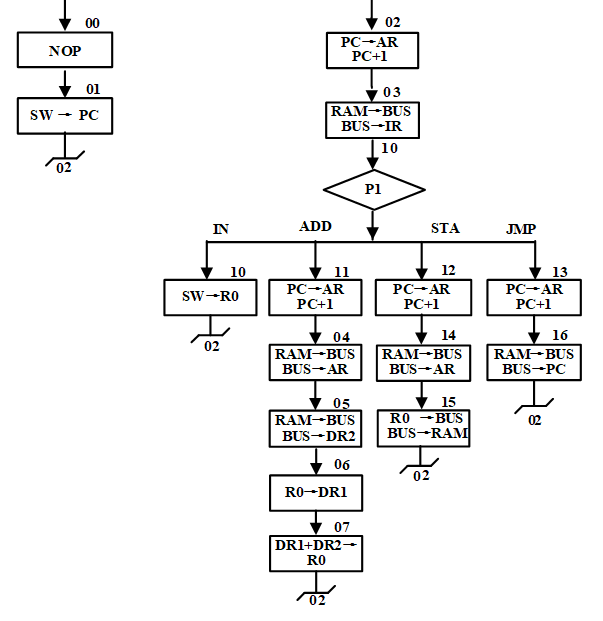 00
NOP
01
SW → PC
02
02
PC→AR
PC+1
03
RAM→BUS
BUS→IR
10
P1
IN
ADD
STA
JMP
10
SW→R0
02
11
PC→AR
PC+1
04
RAM→BUS
BUS→AR
05
RAM→BUS
BUS→DR2
06
R0→DR1
07
DR1+DR2→
R0
02
12
PC→AR
PC+1
14
RAM→BUS
BUS→AR
15
R0 →BUS
BUS→RAM
02
13
PC→AR
PC+1
16
RAM→BUS
BUS→PC
02